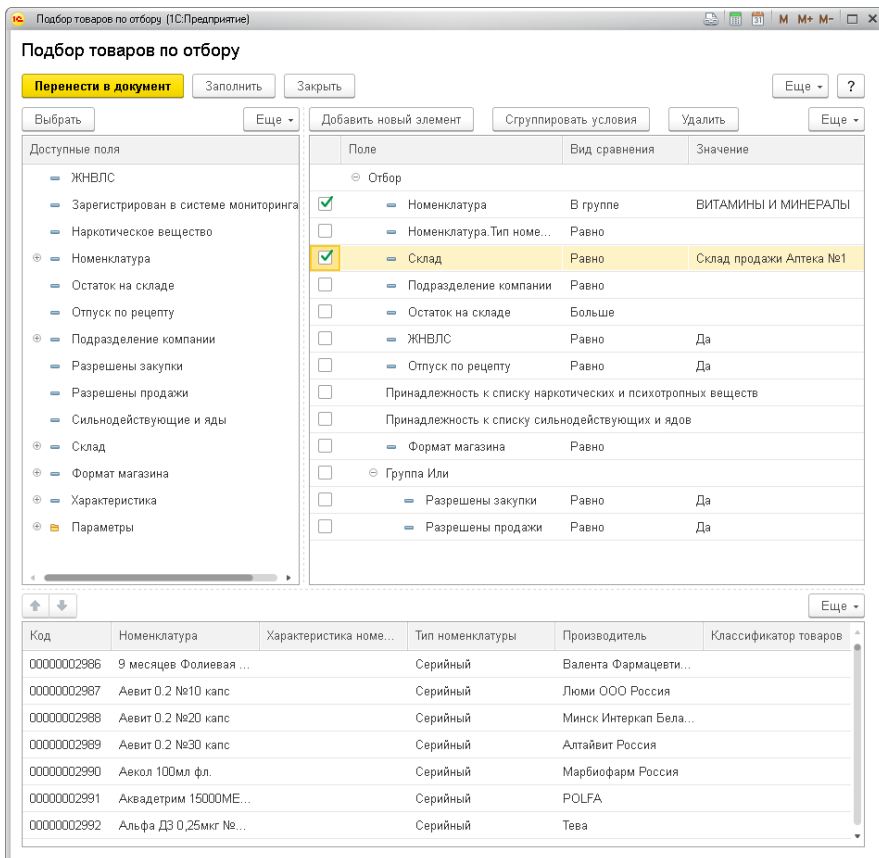 Подбор товаров по отбору (1С:Предприятие)
31 M M+ M-
Подбор товаров по отбору
Перенести в документ Заполнить Закрыть Еще ?
Выбрать Еще Добавить новый элемент Сгруппировать условия Удалить Еще
Доступные поля
ЖНВЛС
Зарегистрирован в системе мониторинга
Наркотическое вещество
Номенклатура
Остаток на складе
Отпуск по рецепту
Подразделение компании
Разрешены закупки
Разрешены продажи
Сильнодействующие и яды
Склад
Формат магазина
Характеристика
Параметры
Поле Вид сравнения Значение
Отбор
Номенклатура В группе ВИТАМИНЫ И МИНЕРАЛЫ
Номенклатура.Тип номе... Равно
Склад Равно Склад продажи Аптека №1
Подразделение компании Равно
Остаток на складе Больше
ЖНВЛС Равно Да
Отпуск по рецепту Равно Да
Принадлежность к списку наркотических и психотропных веществ
Принадлежность к списку сильнодействующих и ядов
Формат магазина Равно
Группа Или
Разрешены закупки Равно Да
Разрешены продажи Равно Да
Еще
Код Номенклатура Характеристика номе... Тип номенклатуры Производитель Классификатор товаров
00000002986 9 месяцев Фолиевая ... Серийный Валента Фармацевти...
00000002987 Аевит 0.2 №10 капс Серийный Люми ООО Россия
00000002988 Аевит 0.2 №20 капс Серийный Минск Интеркап Бела...
00000002989 Аевит 0.2 №30 капс Серийный Алтайвит Россия
00000002990 Аекол 100мл фл. Серийный Марбиофарм Россия
00000002991 Аквадетрим 15000МЕ... Серийный POLFA
00000002992 Альфа Д3 0,25мкг №... Серийный Тева